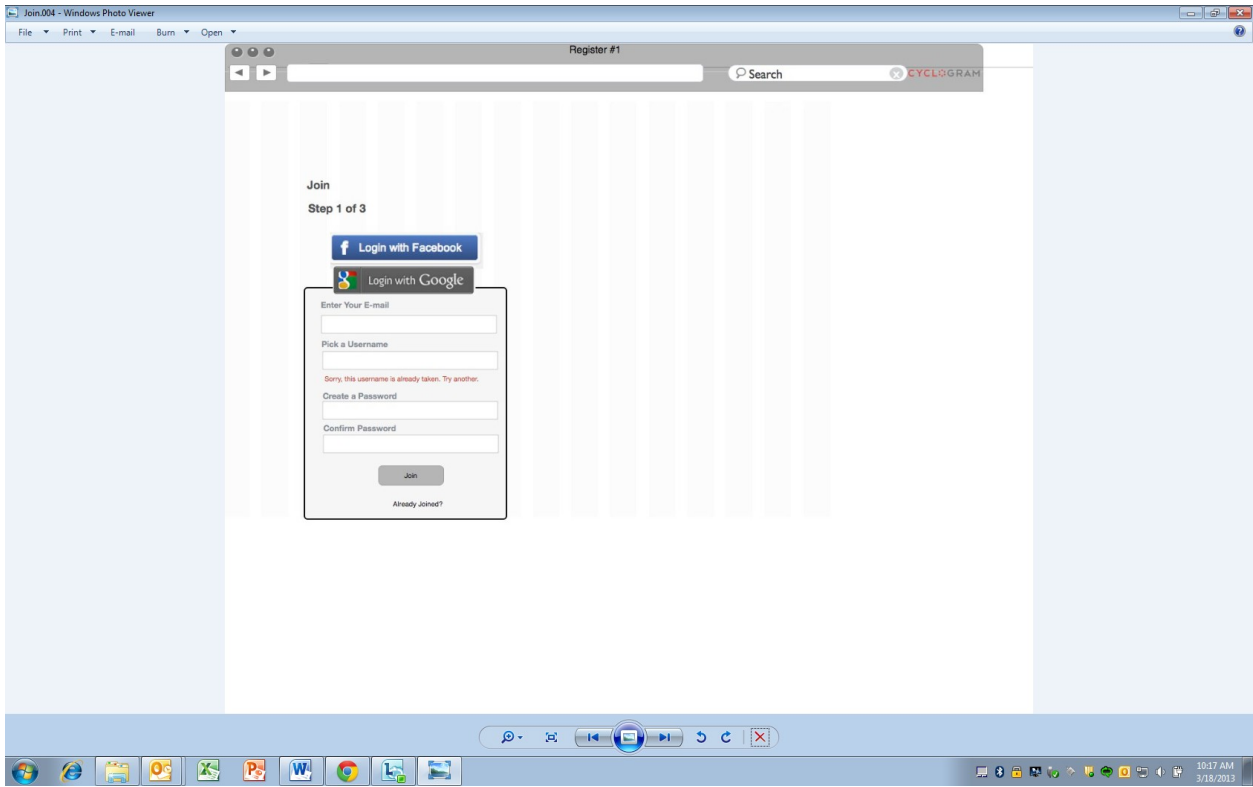 Join.004 - Windows Photo Viewer
File Print E-mail Burn Open
Register #1
Search
CYCLOGRAM
Join
Step 1 of 3
f Login with Facebook
8 Login with Google
Enter Your E-mail
Pick a Username
Sorry, this username is already taken. Try another.
Create a Password
Confirm Password
Join
Already Joined?
10:17 AM
3/18/2013